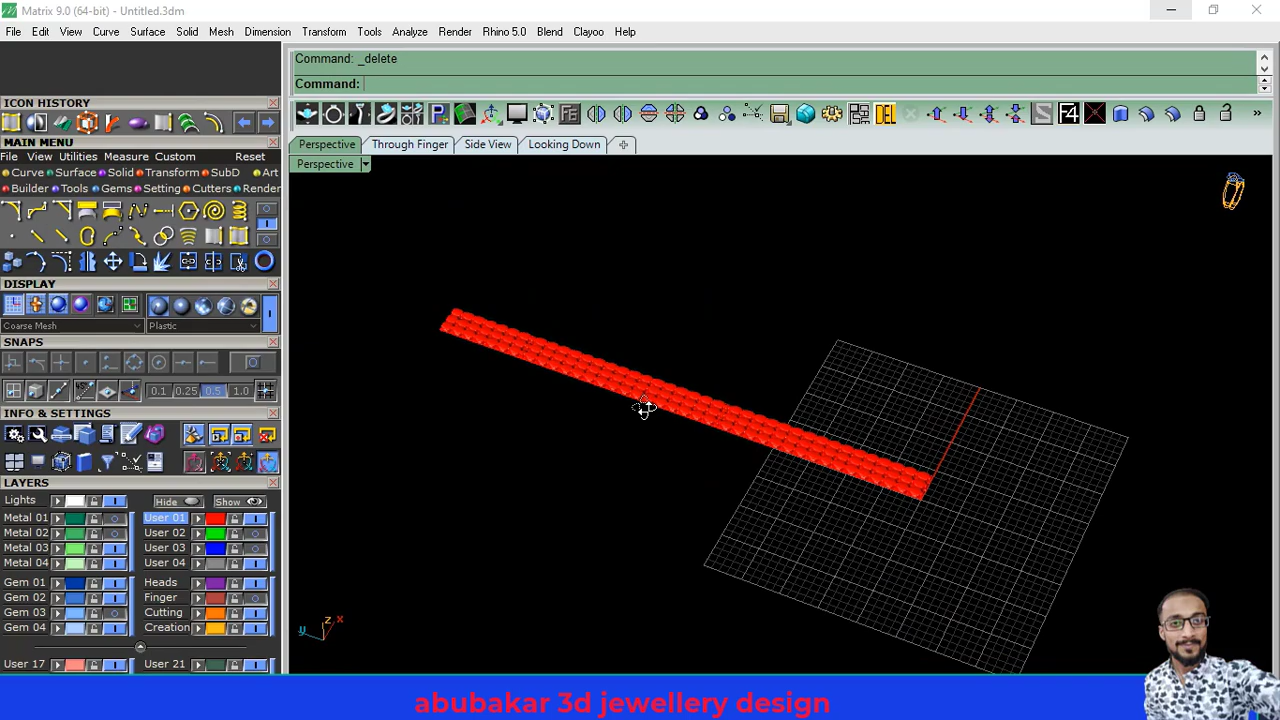 Matrix 9.0 (64-bit) - Untitled.3dm
File Edit View Curve Surface Solid Mesh Dimension Transform Tools Analyze Render Rhino 5.0 Blend Clayoo Help
Command: _delete
Command:
ICON HISTORY
MAIN MENU
File View Utilities Measure Custom Reset
Curve Surface Solid Transform SubD Art
Builder Tools Gems Setting Cutters Render
DISPLAY
Coarse Mesh Plastic
SNAPS
0.1 0.25 0.5 1.0
INFO & SETTINGS
LAYERS
Lights Hide Show
Metal 01 User 01
Metal 02 User 02
Metal 03 User 03
Metal 04 User 04
Gem 01 Heads
Gem 02 Finger
Gem 03 Cutting
Gem 04 Creation
User 17 User 21
F4
Perspective Through Finger Side View Looking Down
Perspective
z x
y
abubakar 3d jewellery design